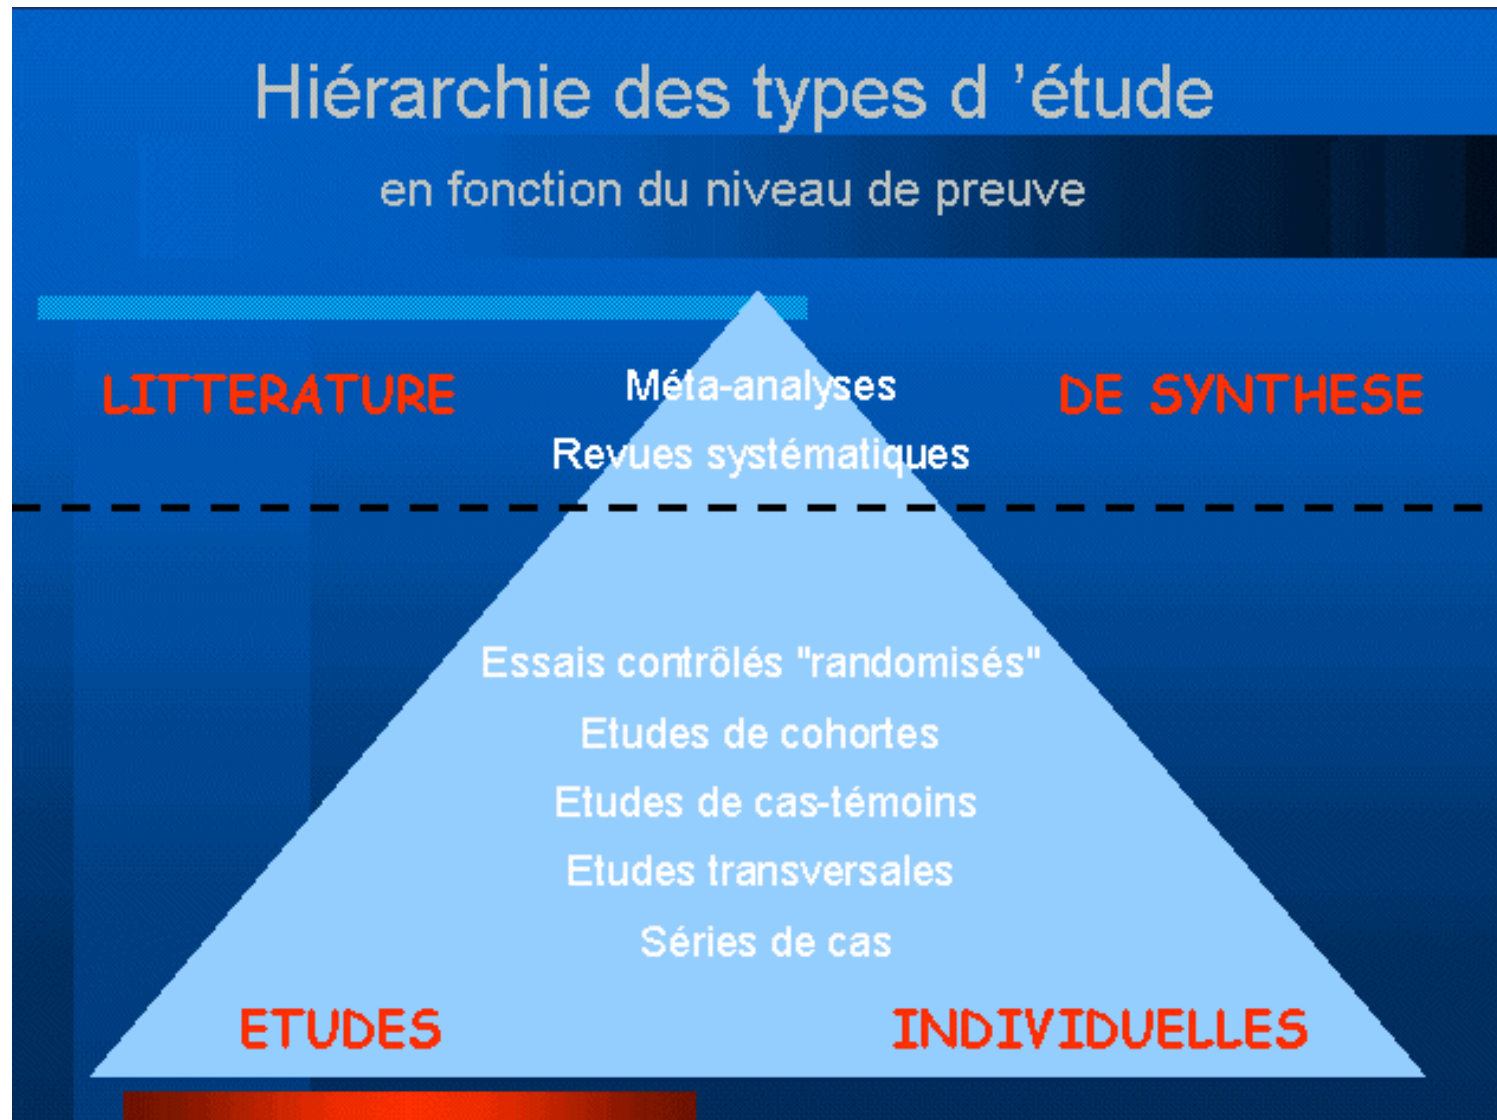 Hiérarchie des types d ’étude
en fonction du niveau de preuve
LITTERATURE
DE SYNTHESE
Méta-analyses
Revues systématiques
Essais contrôlés "randomisés"
Etudes de cohortes
Etudes de cas-témoins
Etudes transversales
Séries de cas
ETUDES
INDIVIDUELLES